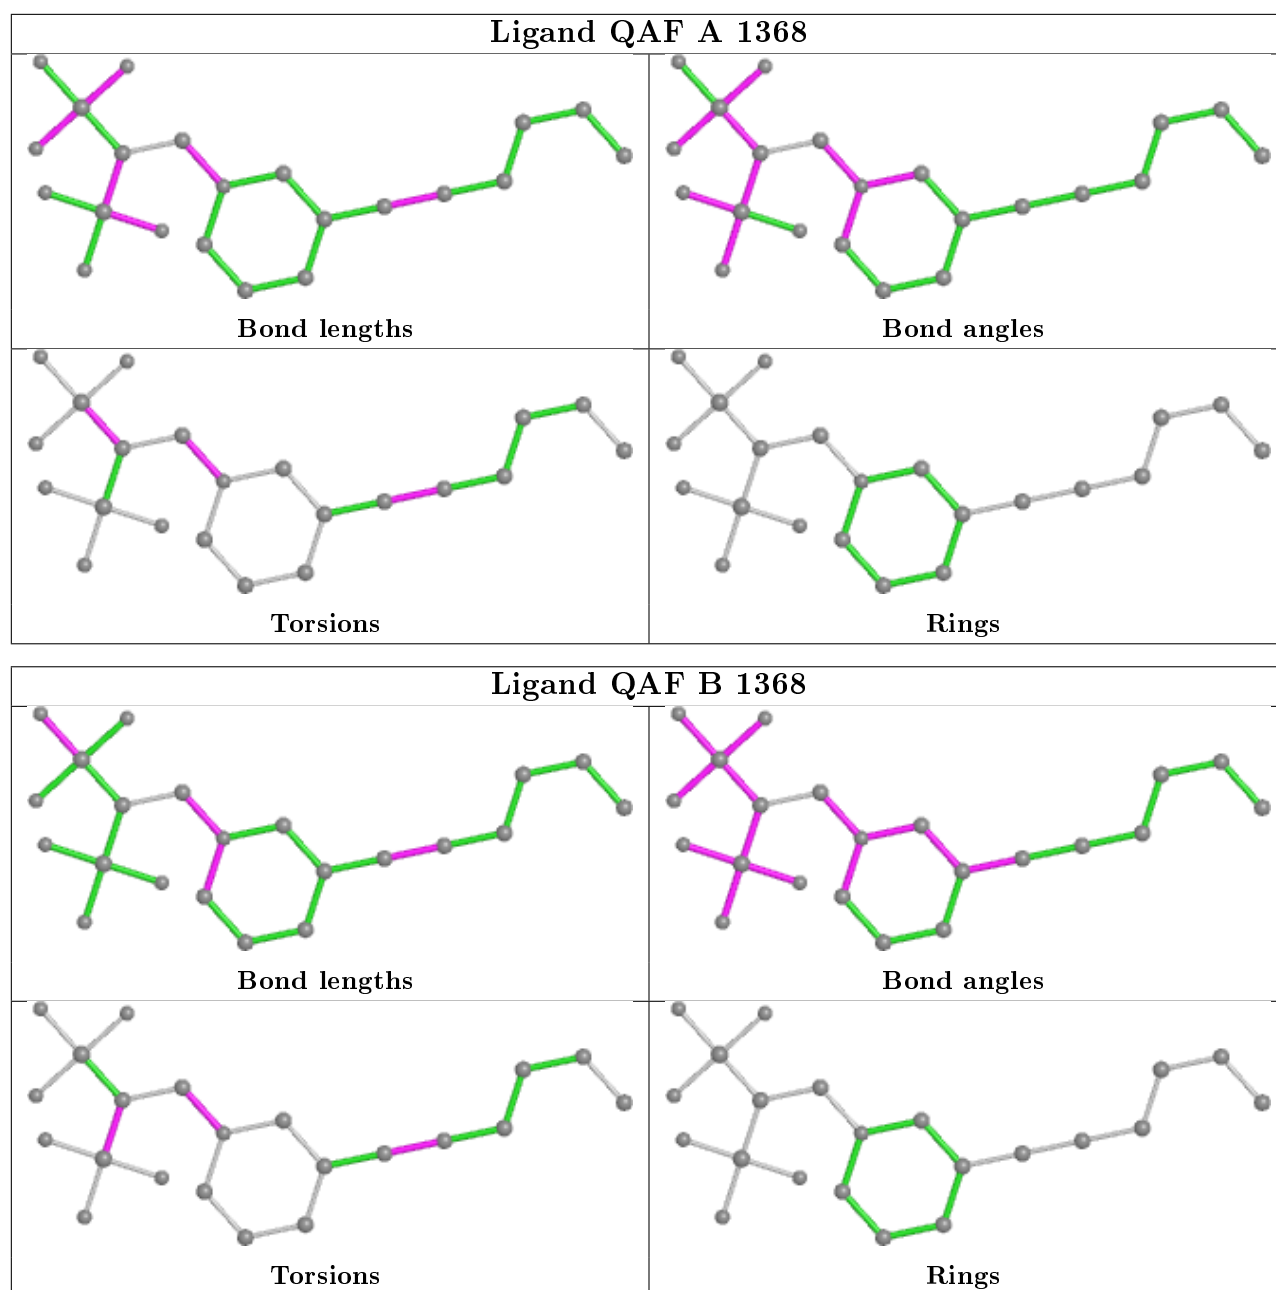 Ligand QAF A 1368
Bond lengths
Bond angles
Torsions
Rings
Ligand QAF B 1368
Bond lengths
Bond angles
Torsions
Rings